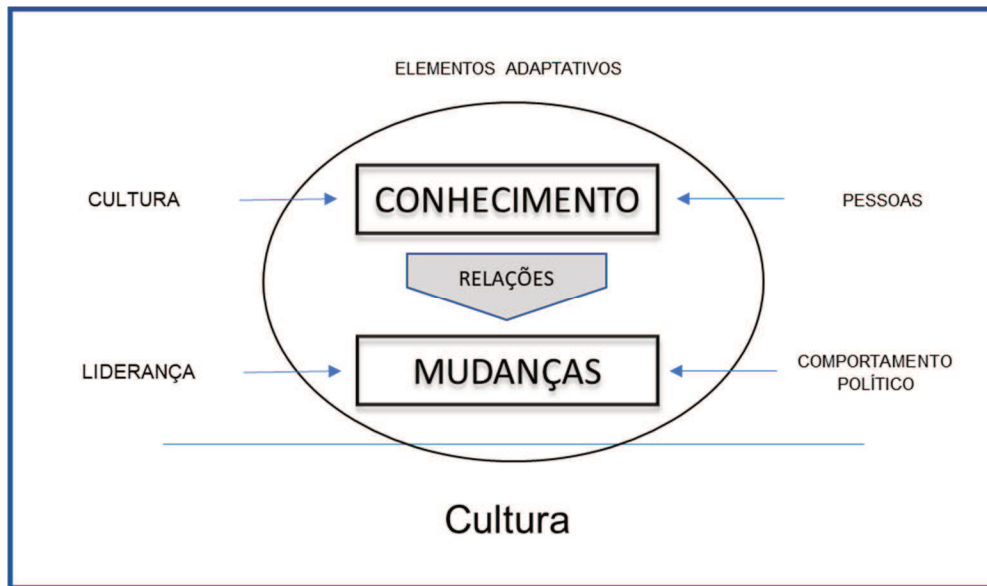 ELEMENTOS ADAPTATIVOS
CULTURA
CONHECIMENTO
PESSOAS
RELAÇÕES
LIDERANÇA
MUDANÇAS
COMPORTAMENTO
POLÍTICO
Cultura